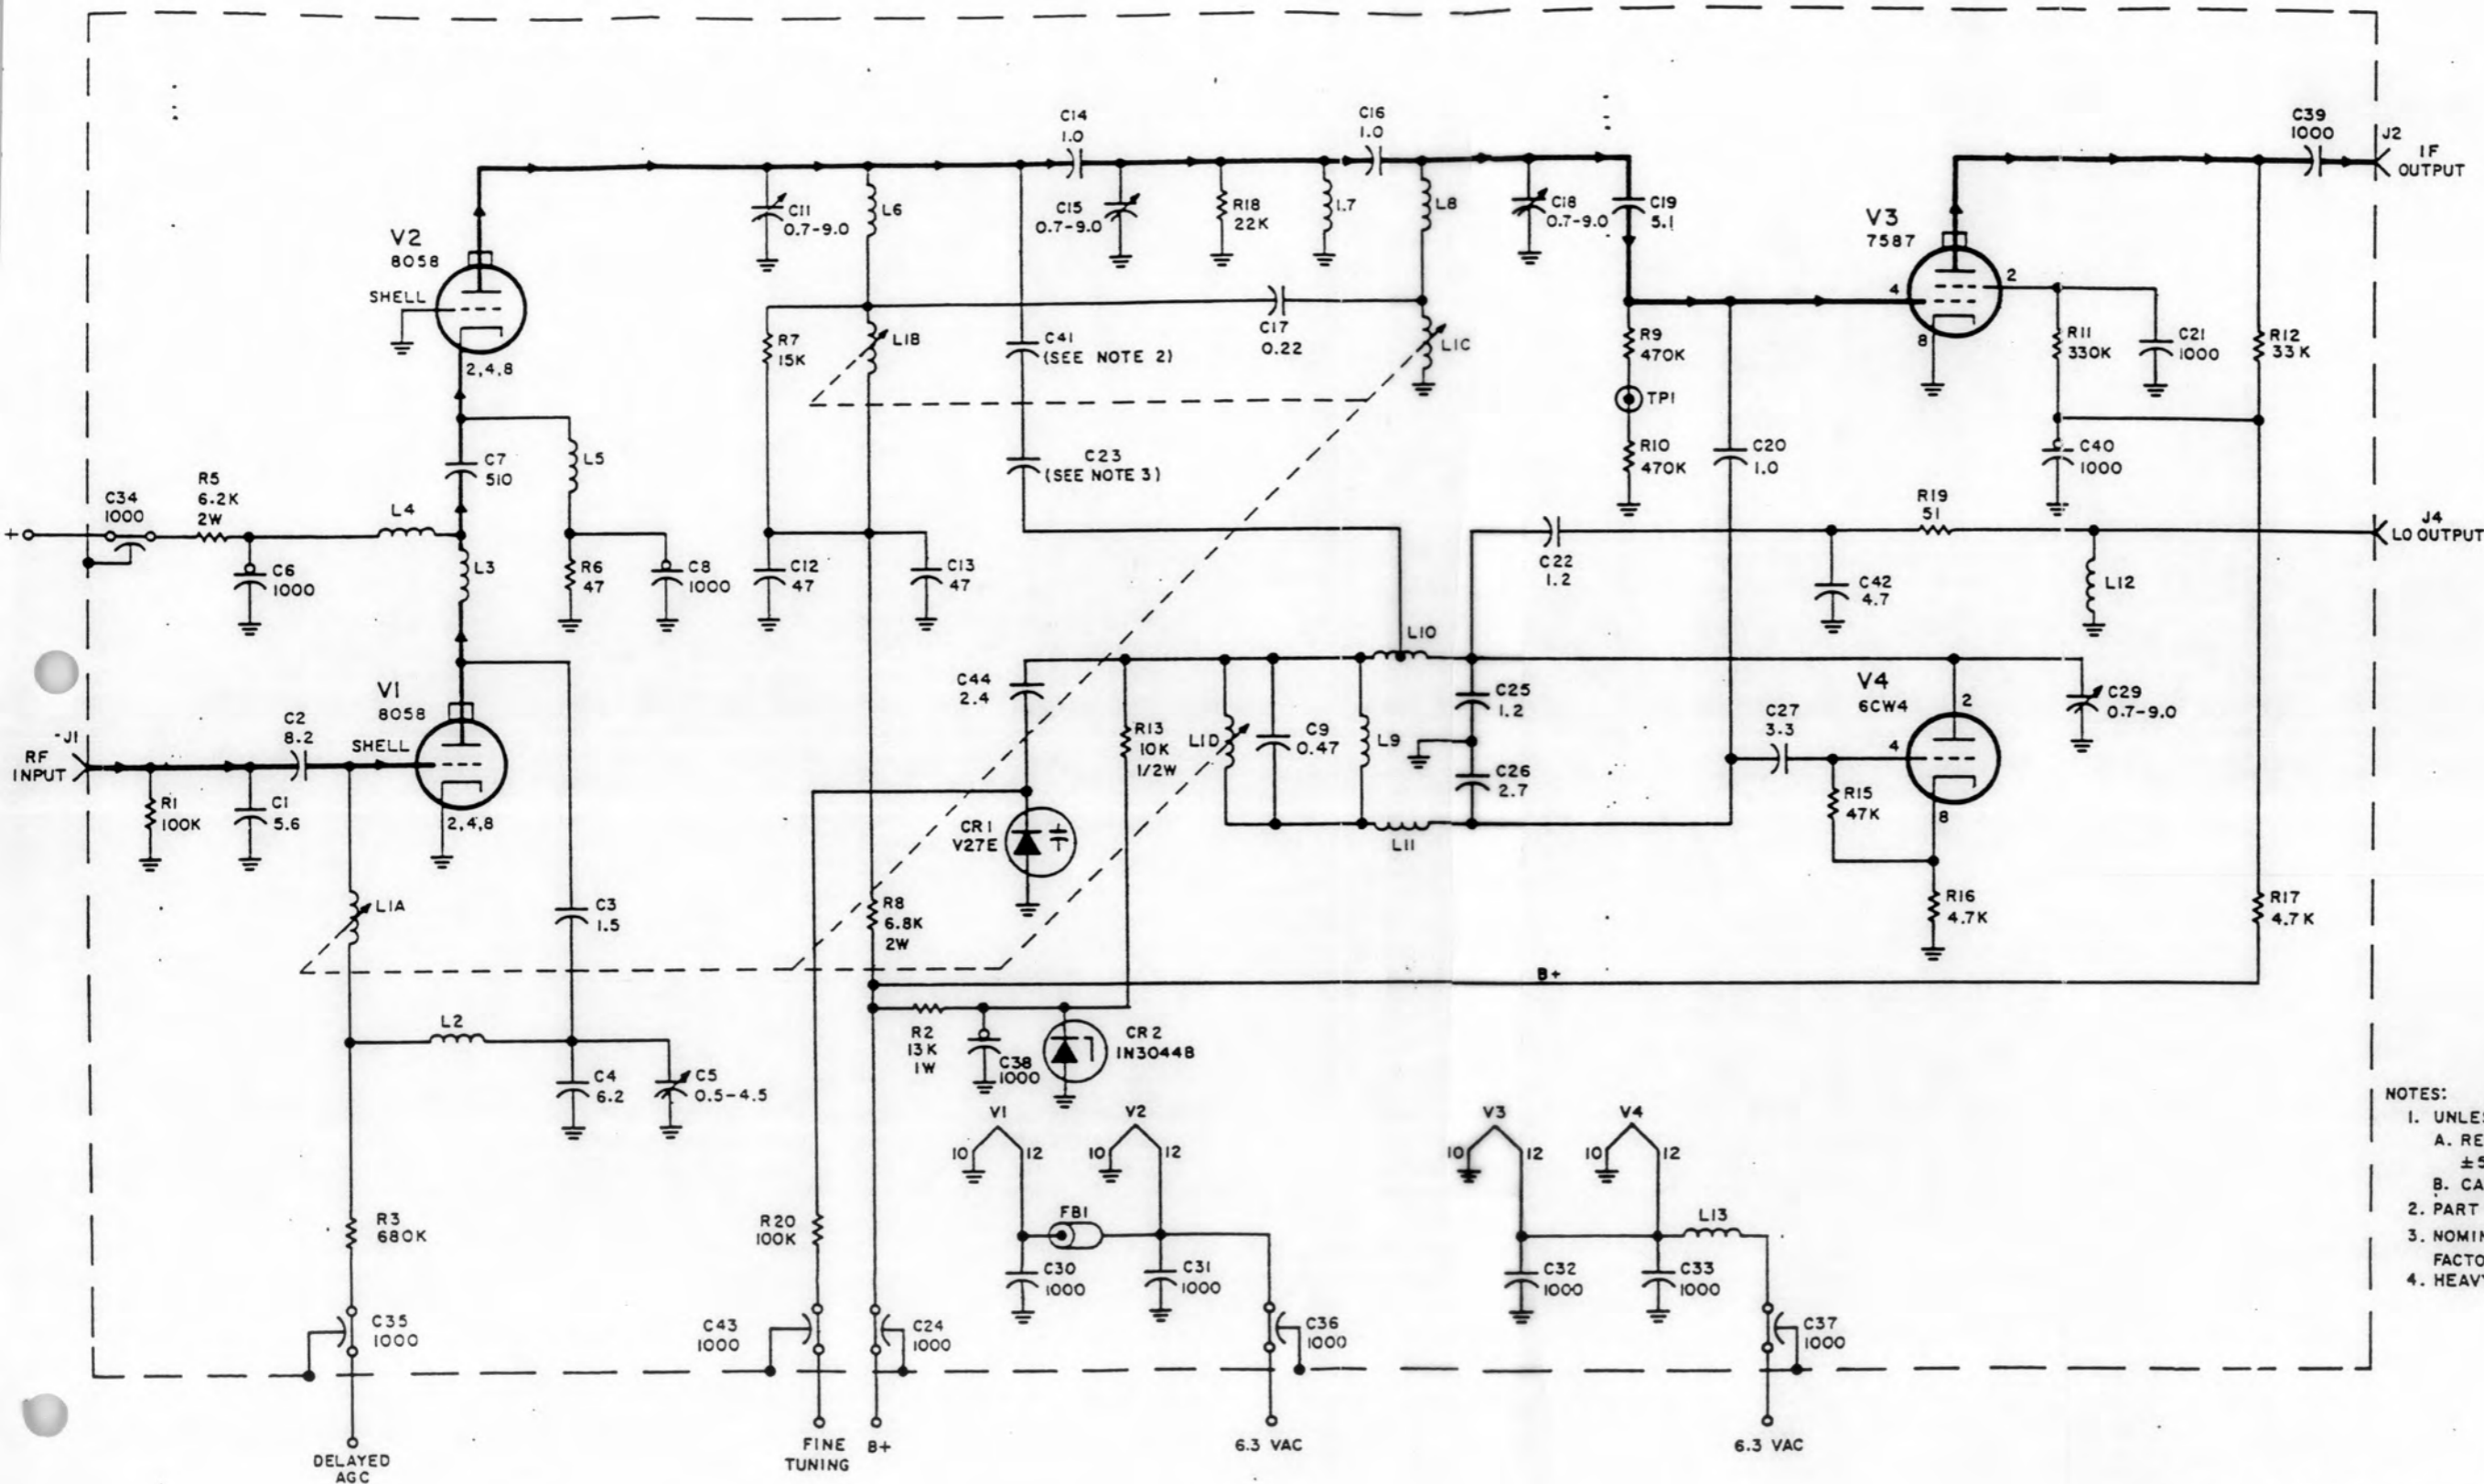 C14
1.0
C16
1.0
C39
1000
J2
IF
OUTPUT
C11
0.7-9.0
L6
C15
0.7-9.0
R18
22K
L7
L8
C18
0.7-9.0
C19
5.1
V3
7587
2
4
8
V2
8058
SHELL
2,4,8
R7
15K
L1B
C41
(SEE NOTE 2)
C17
0.22
L1C
R9
470K
TP1
R10
470K
C20
1.0
R11
330K
C21
1000
R12
33K
C40
1000
C7
510
L5
C23
(SEE NOTE 3)
C34
1000
R5
6.2K
2W
L4
+
C6
1000
L3
R6
47
C8
1000
C12
47
C13
47
C22
1.2
R19
51
J4
LO OUTPUT
C42
4.7
L12
L10
C44
2.4
R13
10K
1/2W
L1D
C9
0.47
L9
C25
1.2
C26
2.7
L11
C27
3.3
V4
6CW4
2
4
8
C29
0.7-9.0
R15
47K
R16
4.7K
R17
4.7K
V1
8058
SHELL
2,4,8
J1
RF
INPUT
C2
8.2
R1
100K
C1
5.6
CR1
V27E
L1A
C3
1.5
R8
6.8K
2W
B+
L2
R2
13K
1W
C38
1000
CR2
1N3044B
C4
6.2
C5
0.5-4.5
V1
10
12
V2
10
12
V3
10
12
V4
10
12
NOTES:
1. UNLES
A. RE
±5
B. CA
2. PART
3. NOMIN
FACTO
4. HEAVY
R3
680K
R20
100K
FB1
L13
C30
1000
C31
1000
C32
1000
C33
1000
C35
1000
C43
1000
C24
1000
C36
1000
C37
1000
DELAYED
AGC
FINE
TUNING
B+
6.3 VAC
6.3 VAC